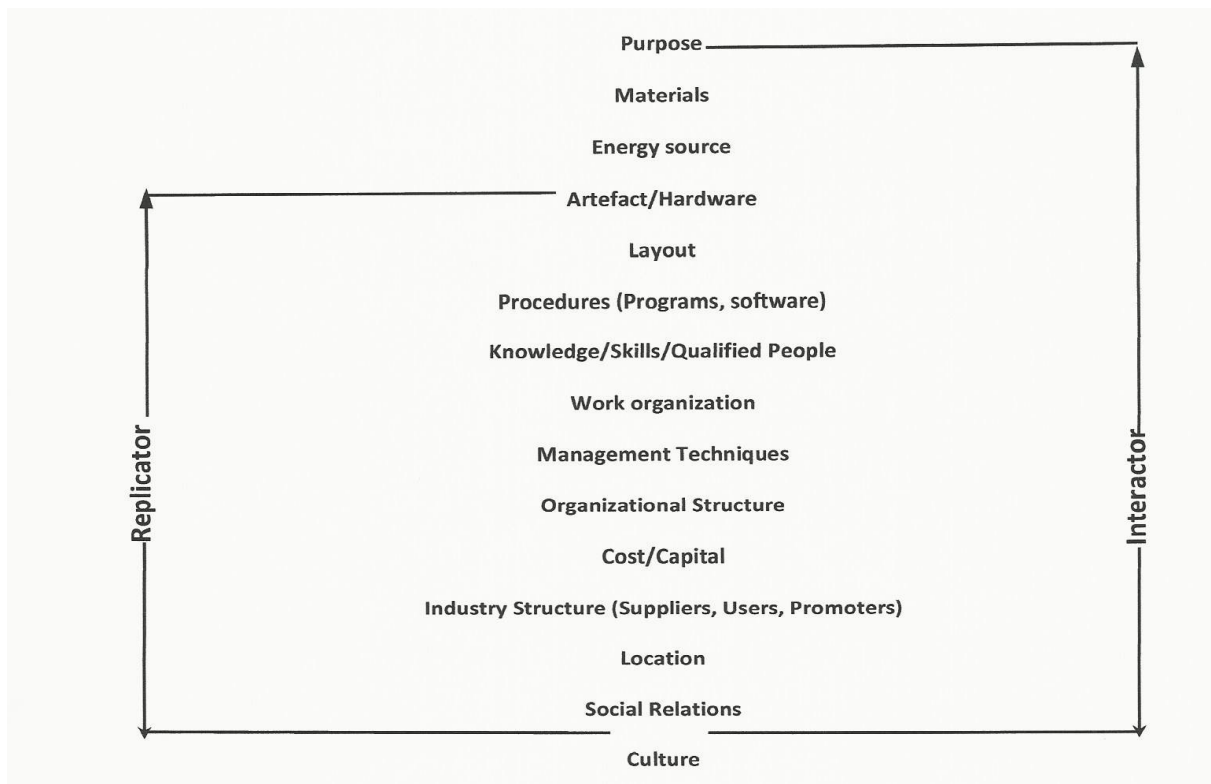 Purpose
Materials
Energy source
Artefact/Hardware
Layout
Procedures (Programs, software)
Knowledge/Skills/Qualified People
Work organization
Management Techniques
Organizational Structure
Cost/Capital
Industry Structure (Suppliers, Users, Promoters)
Location
Social Relations
Culture
Replicator
Interactor